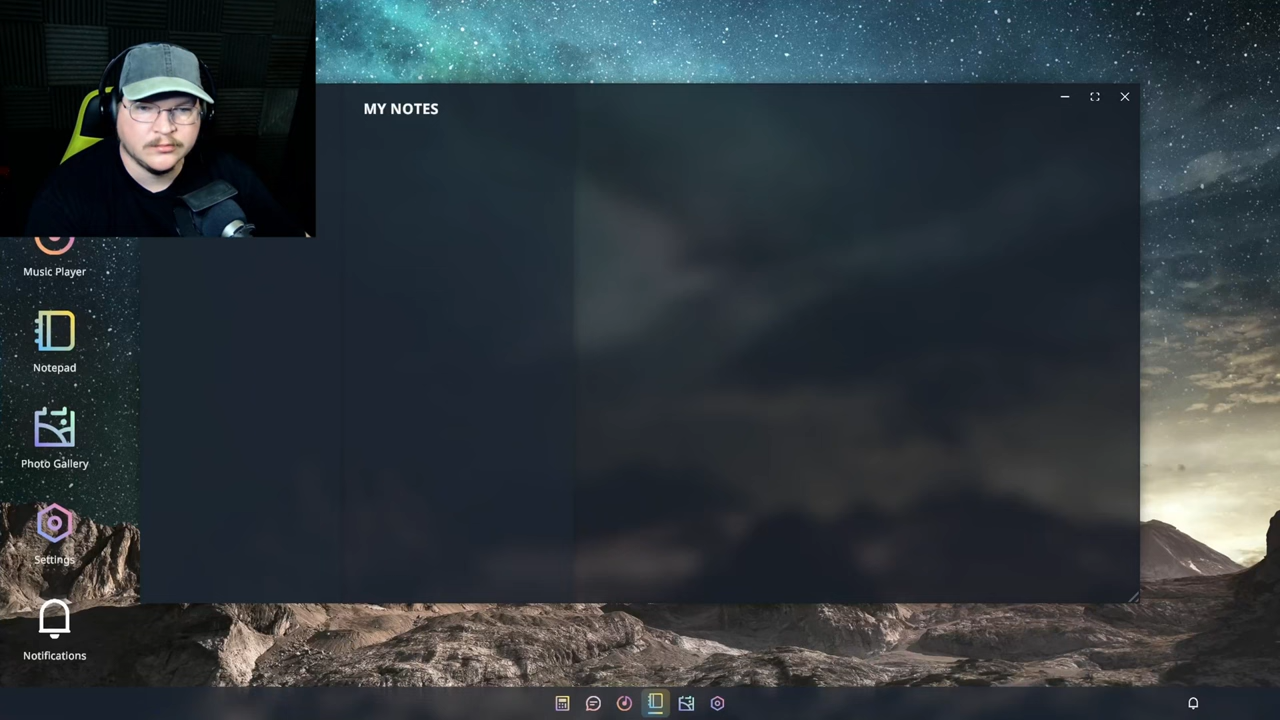 MY NOTES
Music Player
Notepad
Photo Gallery
Settings
Notifications